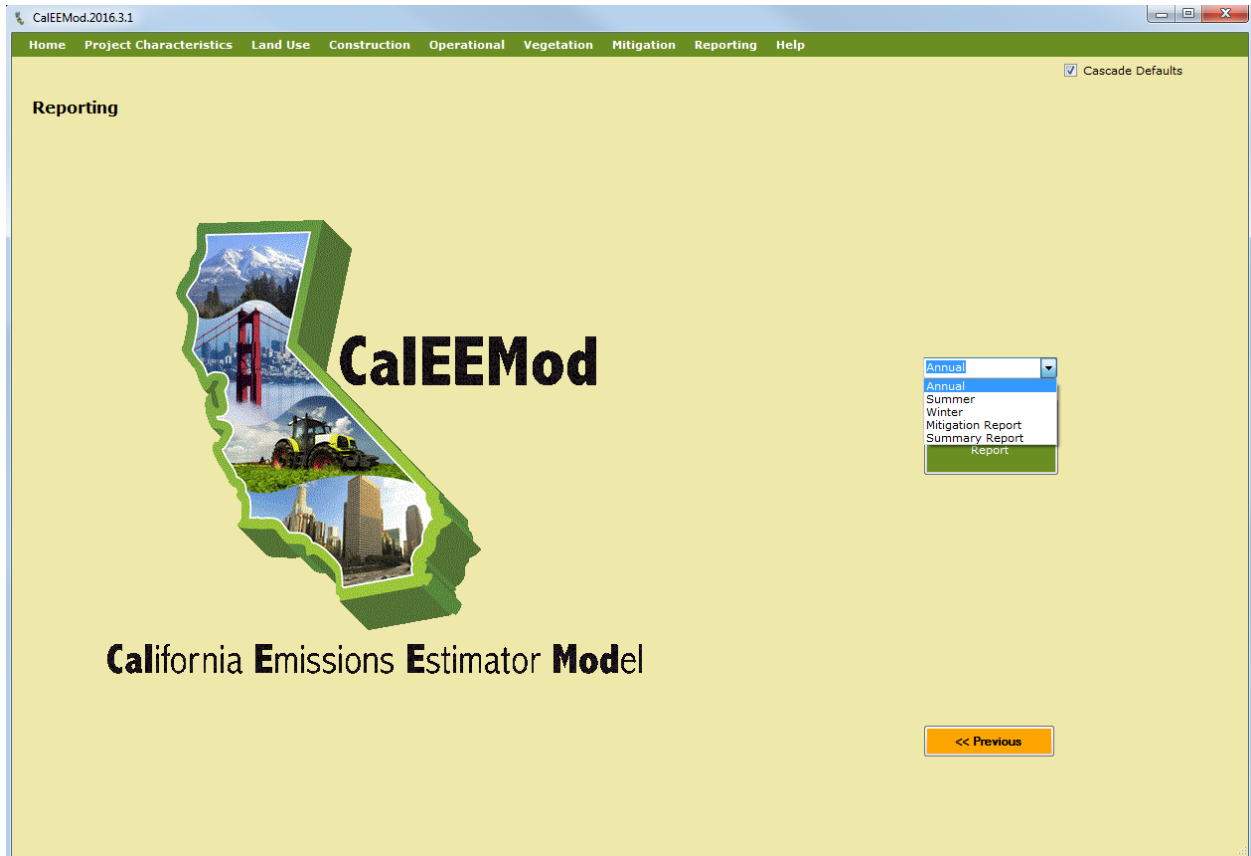 CalEEMod.2016.3.1
Home Project Characteristics Land Use Construction Operational Vegetation Mitigation Reporting Help
Cascade Defaults
Reporting
CalEEMod
Annual
Annual
Summer
Winter
Mitigation Report
Summary Report
Report
California Emissions Estimator Model
<< Previous